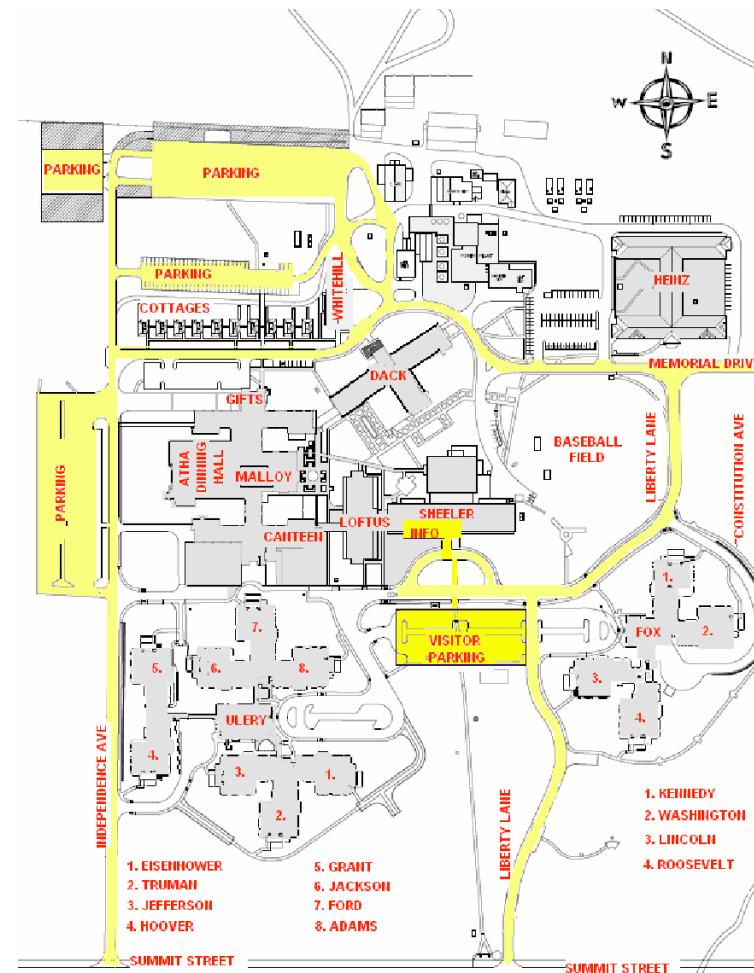 N
W E
S
PARKING
PARKING
PARKING
WHITEHILL
COTTAGES
HEINZ
MEMORIAL DRIV
DACK
GIFTS
ATHA
DINNING
HALL
MALLOY
BASEBALL
FIELD
LIBERTY LANE
CONSTITUTION AVE
PARKING
LOFTUS
SHEELER
INFO
CANTEEN
VISITOR
PARKING
1.
2.
FOX
3.
4.
7.
6.
8.
5.
ULERY
4.
3.
1.
2.
INDEPENDENCE AVE
LIBERTY LANE
1. KENNEDY
2. WASHINGTON
3. LINCOLN
4. ROOSEVELT
1. EISENHOWER
2. TRUMAN
3. JEFFERSON
4. HOOVER
5. GRANT
6. JACKSON
7. FORD
8. ADAMS
SUMMIT STREET
SUMMIT STREET